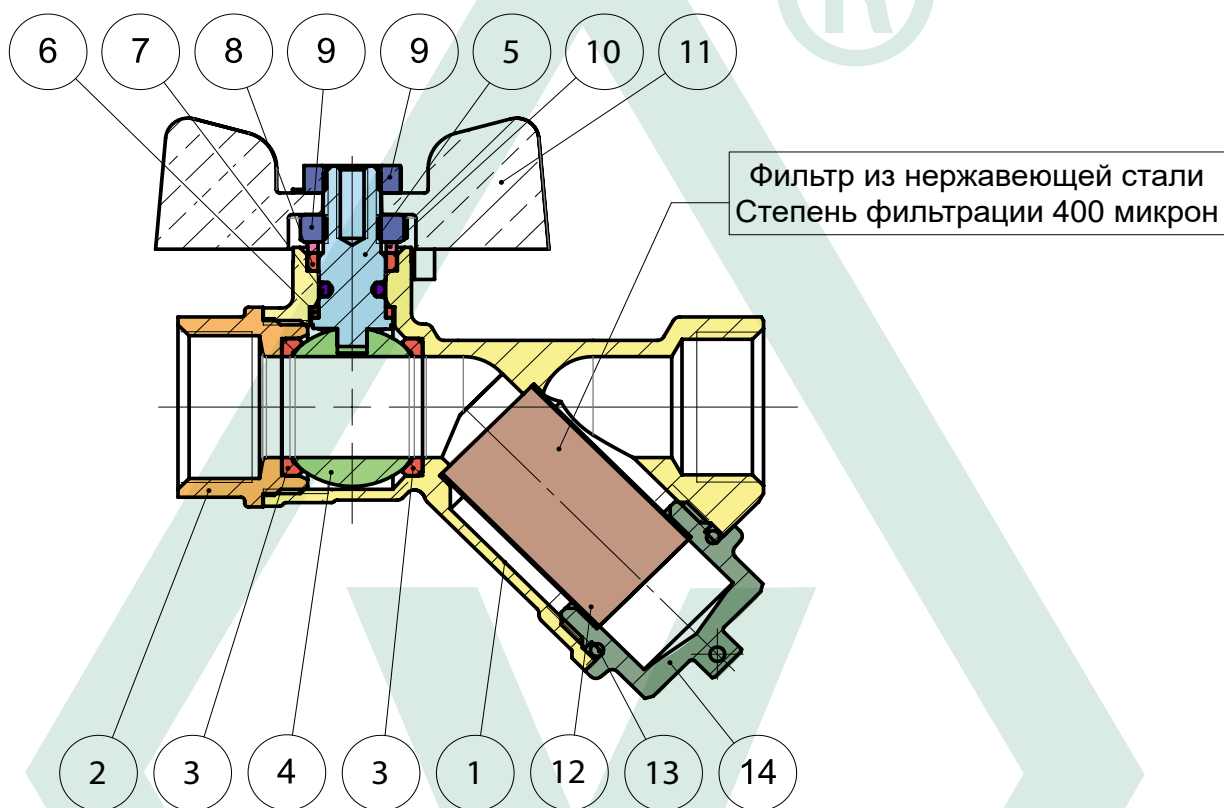 6 7 8 9 9 5 10 11
Фильтр из нержавеющей стали
Степень фильтрации 400 микрон
2 3 4 3 1 12 13 14
R